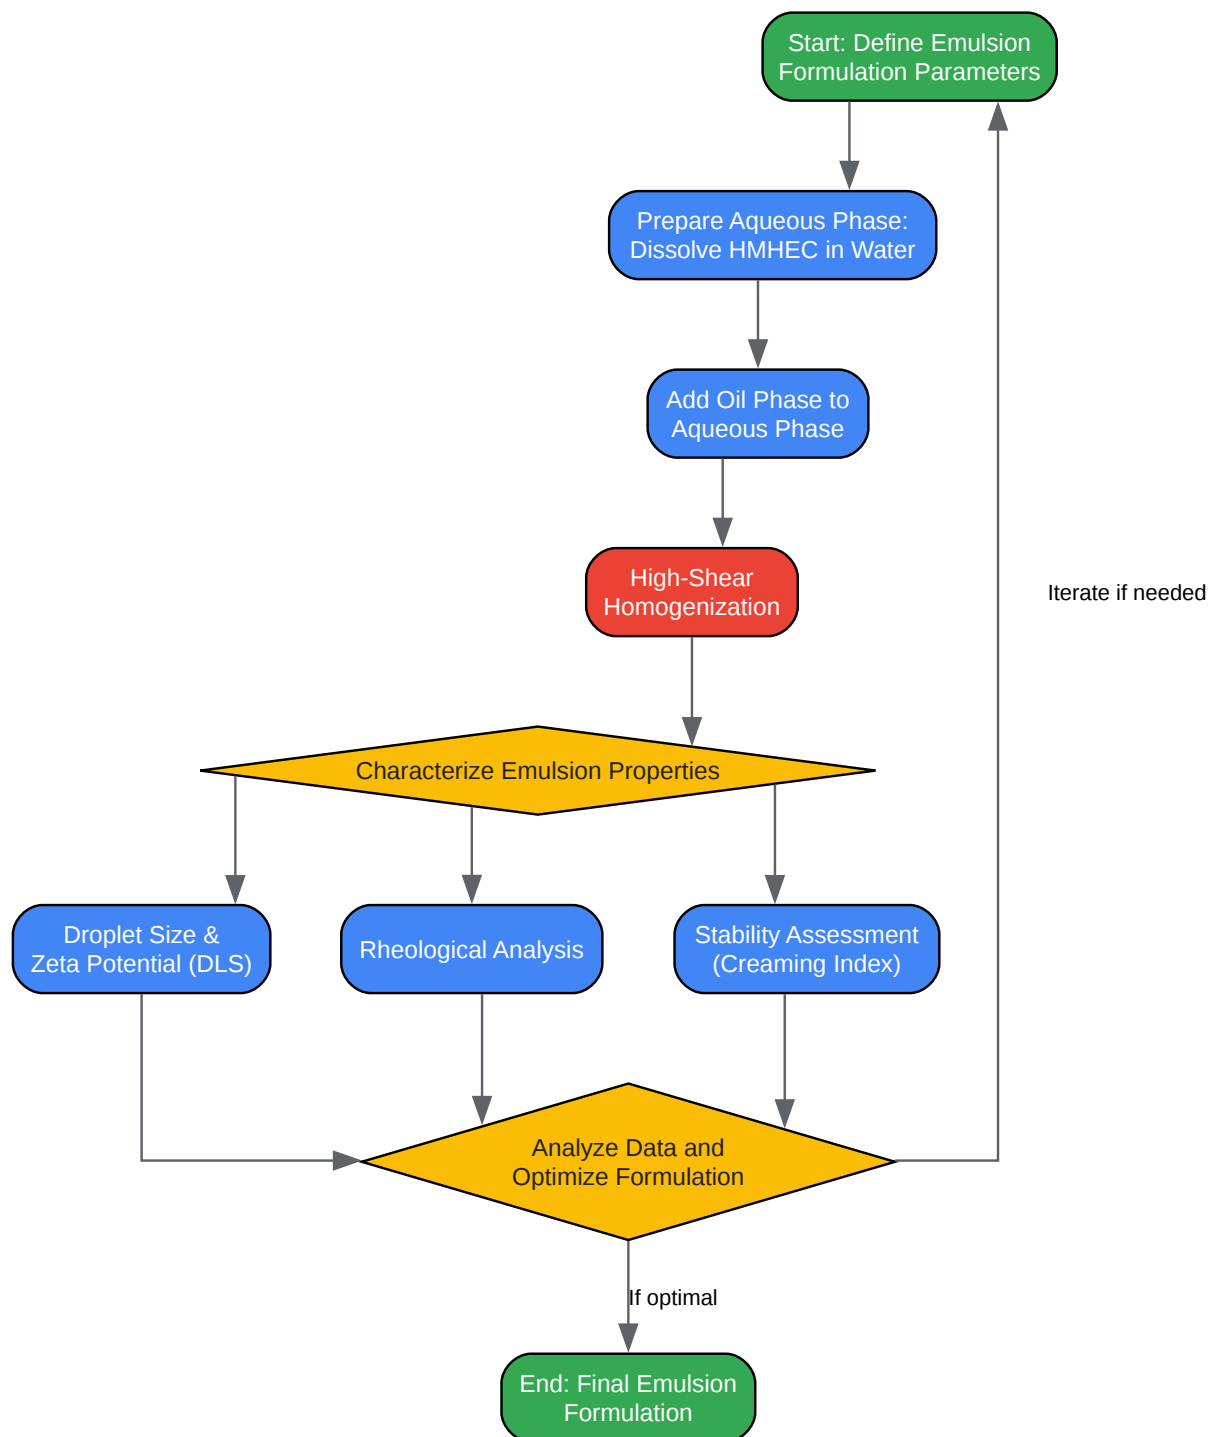 Start: Define Emulsion
Formulation Parameters
Prepare Aqueous Phase:
Dissolve HMHEC in Water
Add Oil Phase to
Aqueous Phase
High-Shear
Homogenization
Iterate if needed
Characterize Emulsion Properties
Droplet Size &
Zeta Potential (DLS)
Rheological Analysis
Stability Assessment
(Creaming Index)
Analyze Data and
Optimize Formulation
If optimal
End: Final Emulsion
Formulation